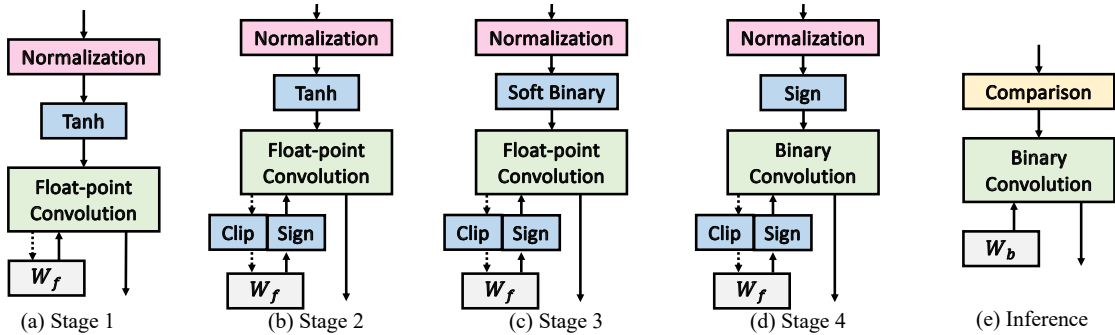 Normalization
Tanh
Float-point
Convolution
W_f
(a) Stage 1
Normalization
Tanh
Float-point
Convolution
Clip
Sign
W_f
(b) Stage 2
Normalization
Soft Binary
Float-point
Convolution
Clip
Sign
W_f
(c) Stage 3
Normalization
Sign
Binary
Convolution
Clip
Sign
W_f
(d) Stage 4
Comparison
Binary
Convolution
W_b
(e) Inference